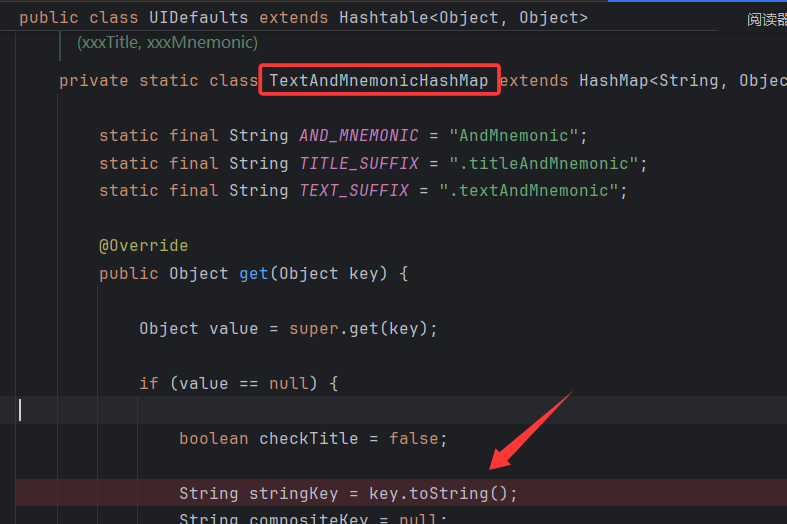 public class UIDefaults extends Hashtable<Object, Object>
阅读器
(xxxTitle, xxxMnemonic)
private static class TextAndMnemonicHashMap extends HashMap<String, Objec
static final String AND_MNEMONIC = "AndMnemonic";
static final String TITLE_SUFFIX = ".titleAndMnemonic";
static final String TEXT_SUFFIX = ".textAndMnemonic";
@Override
public Object get(Object key) {
Object value = super.get(key);
if (value == null) {
boolean checkTitle = false;
String stringKey = key.toString();
String compositeKey = null;